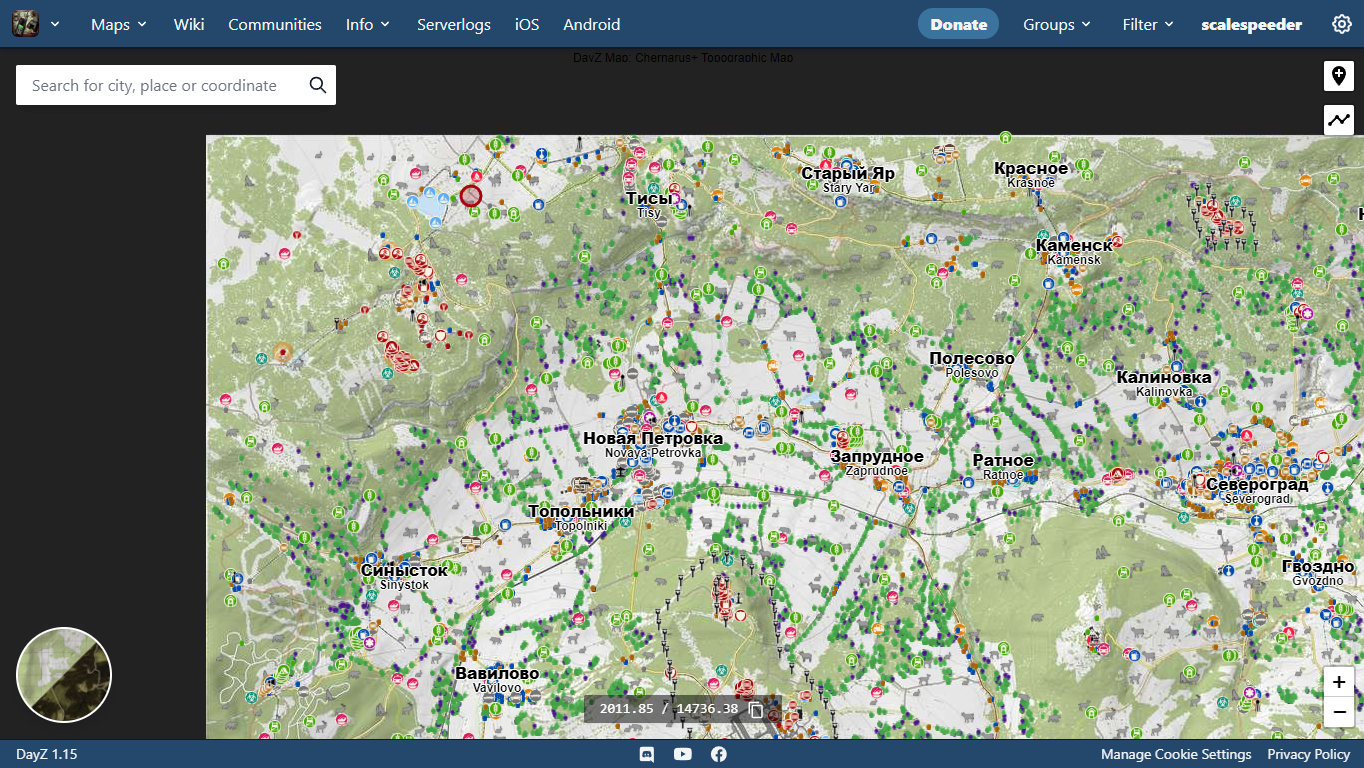 Maps
Wiki
Communities
Info
Serverlogs
iOS
Android
Donate
Groups
Filter
scalespeeder
DayZ Map: Chernarus+ Topographic Map
Search for city, place or coordinate
Старый Яр
Stary Yar
Красное
Krasnoe
Тисы
Tisy
Каменск
Kamensk
Полесово
Polesovo
Калиновка
Kalinovka
Новая Петровка
Novaya Petrovka
Запрудное
Zaprudnoe
Ратное
Ratnoe
Североград
Severograd
Топольники
Topolniki
Синысток
Sinystok
Гвоздно
Gvozdno
Вавилово
Vavilovo
2011.85 / 14736.38
+
−
DayZ 1.15
Manage Cookie Settings
Privacy Policy